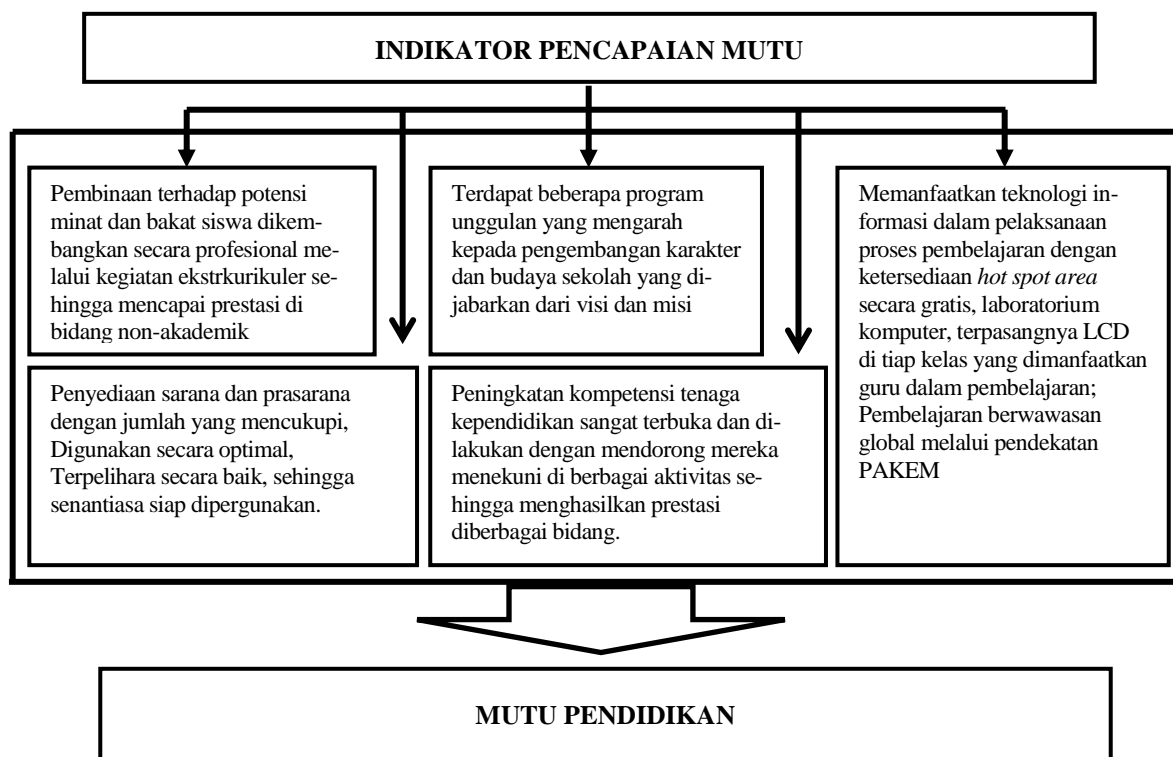 INDIKATOR PENCAPAIAN MUTU
Pembinaan terhadap potensi
minat dan bakat siswa dikem-
bangkan secara profesional me-
lalui kegiatan ekstrkurikuler se-
hingga mencapai prestasi di
bidang non-akademik
Terdapat beberapa program
unggulan yang mengarah
kepada pengembangan karakter
dan budaya sekolah yang di-
jabarkan dari visi dan misi
Memanfaatkan teknologi in-
formasi dalam pelaksanaan
proses pembelajaran dengan
ketersediaan hot spot area
secara gratis, laboratorium
komputer, terpasangnya LCD
di tiap kelas yang dimanfaatkan
guru dalam pembelajaran;
Pembelajaran berwawasan
global melalui pendekatan
PAKEM
Penyediaan sarana dan prasarana
dengan jumlah yang mencukupi,
Digunakan secara optimal,
Terpelihara secara baik, sehingga
senantiasa siap dipergunakan.
Peningkatan kompetensi tenaga
kependidikan sangat terbuka dan di-
lakukan dengan mendorong mereka
menekuni di berbagai aktivitas se-
hingga menghasilkan prestasi
diberbagai bidang.
MUTU PENDIDIKAN